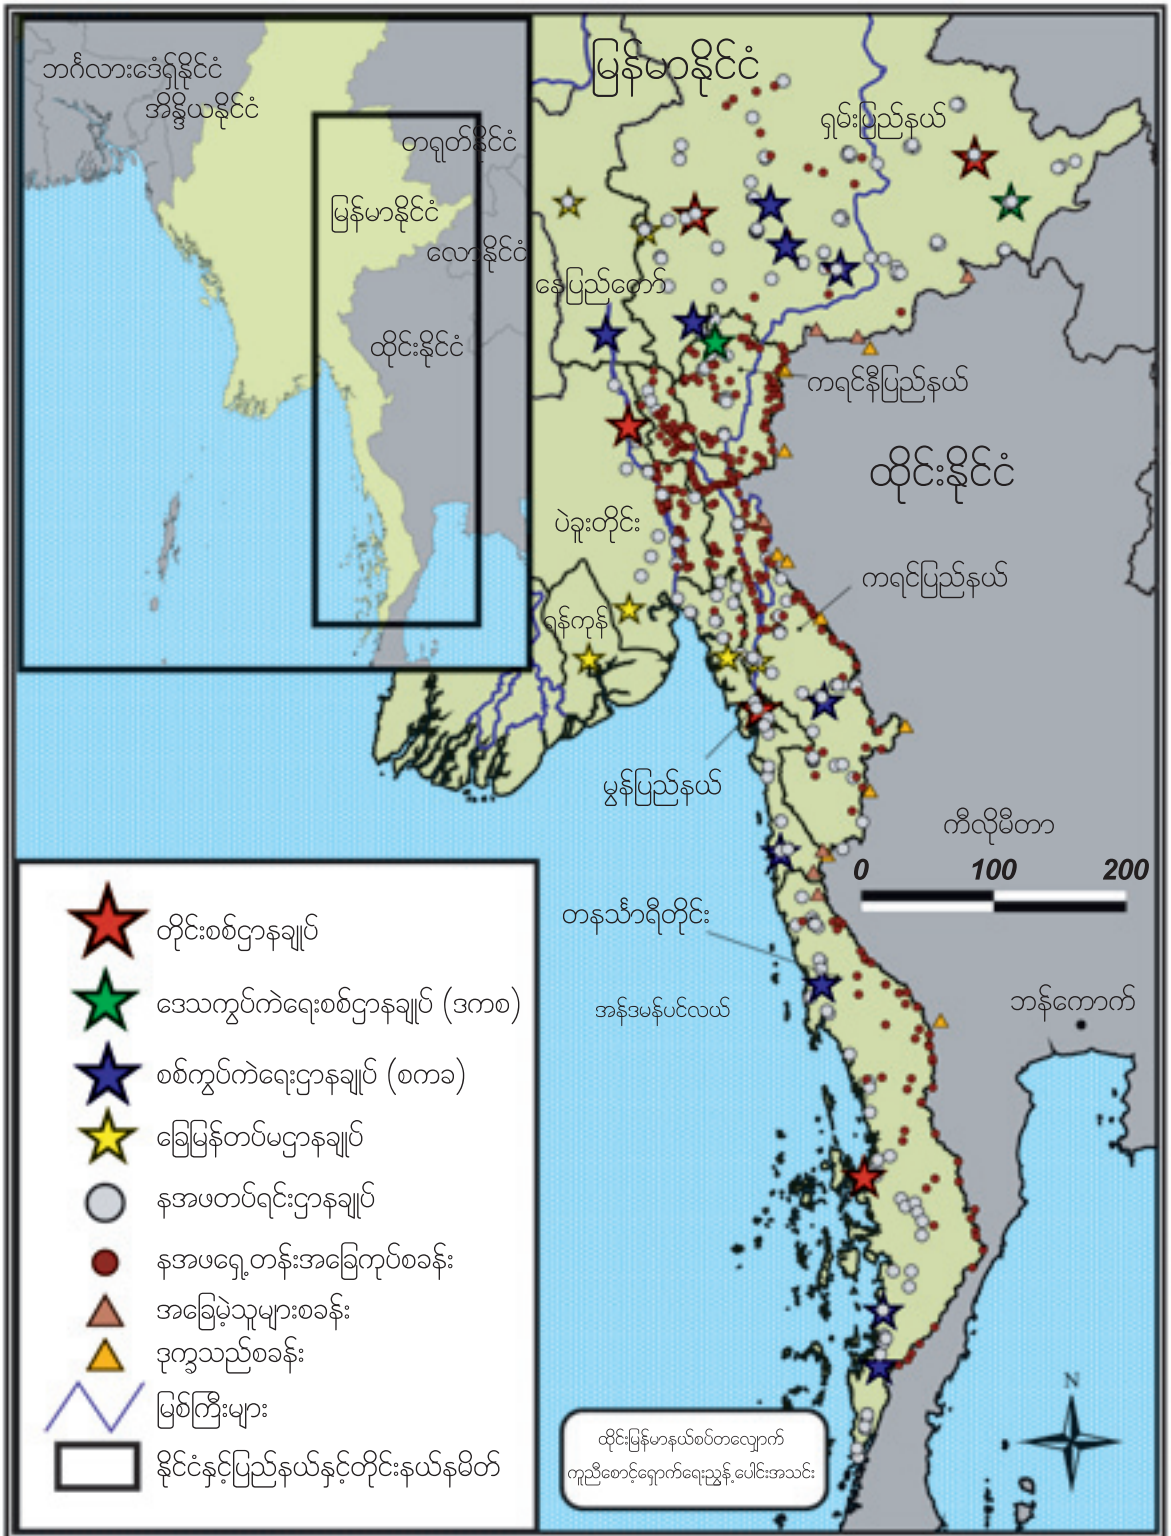 ဘင်္ဂလားဒေ့ရှ်နိုင်ငံ
အိန္ဒိယနိုင်ငံ
တရုတ်နိုင်ငံ
မြန်မာနိုင်ငံ
လာအိုနိုင်ငံ
ထိုင်းနိုင်ငံ
မြန်မာနိုင်ငံ
ရှမ်းပြည်နယ်
နေပြည်တော်
ကရင်နီပြည်နယ်
ထိုင်းနိုင်ငံ
ပဲခူးတိုင်း
ကရင်ပြည်နယ်
ရန်ကုန်
မွန်ပြည်နယ်
ကီလိုမီတာ
0 100 200
တနင်္သာရီတိုင်း
အန်ဒမန်ပင်လယ်
ဘန်ကောက်
တိုင်းစစ်ဌာနချုပ်
ဒေသကွပ်ကဲရေးစစ်ဌာနချုပ် (ဒကစ)
စစ်ကွပ်ကဲရေးဌာနချုပ် (စကခ)
ခြေမြန်တပ်မဌာနချုပ်
နအဖတပ်ရင်းဌာနချုပ်
နအဖရှေ့တန်းအခြေကုပ်စခန်း
အခြေမဲ့သူများစခန်း
ဒုက္ခသည်စခန်း
မြစ်ကြီးများ
နိုင်ငံနှင့်ပြည်နယ်နှင့်တိုင်းနယ်နမိတ်
ထိုင်းမြန်မာနယ်စပ်တလျှောက်
ကူညီစောင့်ရှောက်ရေးညွန့်ပေါင်းအသင်း
N